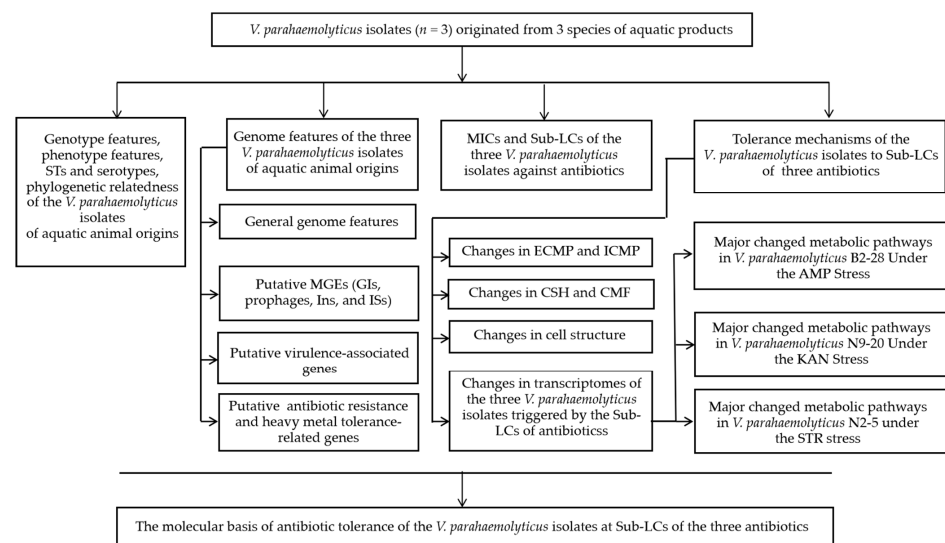 V. parahaemolyticus isolates (n = 3) originated from 3 species of aquatic products
Genotype features,
phenotype features,
STs and serotypes,
phylogenetic relatedness
of the V. parahaemolyticus
isolates
of aquatic animal origins
Genome features of the three
V. parahaemolyticus isolates
of aquatic animal origins
General genome features
Putative MGEs (GIs,
prophages, Ins, and ISs)
Putative virulence-associated
genes
Putative antibiotic resistance
and heavy metal tolerance-
related genes
MICs and Sub-LCs of the
three V. parahaemolyticus
isolates against antibiotics
Tolerance mechanisms of the
V. parahaemolyticus isolates to Sub-LCs
of three antibiotics
Changes in ECMP and ICMP
Changes in CSH and CMF
Changes in cell structure
Changes in transcriptomes of
the three V. parahaemolyticus
isolates triggered by the Sub-
LCs of antibioticss
Major changed metabolic pathways
in V. parahaemolyticus B2-28 Under
the AMP Stress
Major changed metabolic pathways
in V. parahaemolyticus N9-20 Under
the KAN Stress
Major changed metabolic pathways
in V. parahaemolyticus N2-5 under
the STR stress
The molecular basis of antibiotic tolerance of the V. parahaemolyticus isolates at Sub-LCs of the three antibiotics